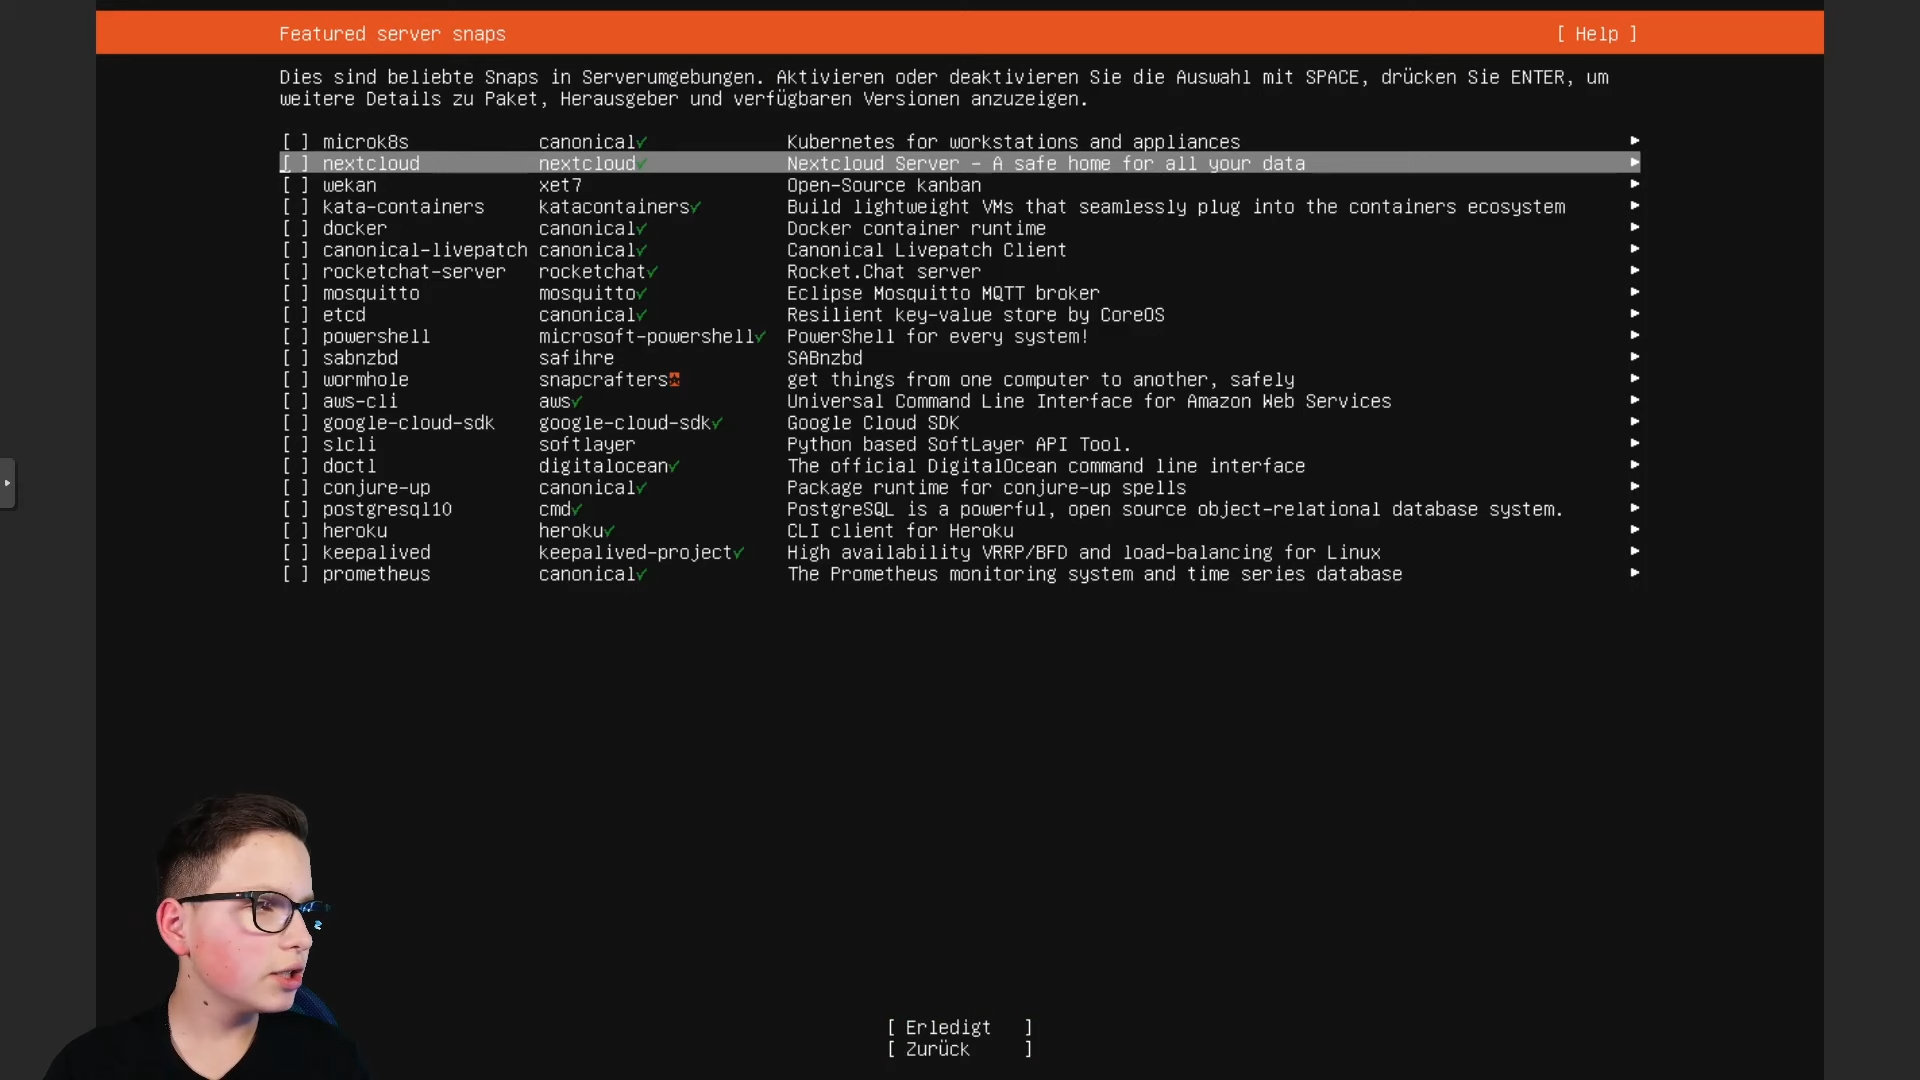 Featured server snaps [ Help ]
Dies sind beliebte Snaps in Serverumgebungen. Aktivieren oder deaktivieren Sie die Auswahl mit SPACE, drücken Sie ENTER, um
weitere Details zu Paket, Herausgeber und verfügbaren Versionen anzuzeigen.
[ ] microk8s canonical✓ Kubernetes for workstations and appliances ▸
[ ] nextcloud nextcloud✓ Nextcloud Server - A safe home for all your data ▸
[ ] wekan xet7 Open-Source kanban ▸
[ ] kata-containers katacontainers✓ Build lightweight VMs that seamlessly plug into the containers ecosystem ▸
[ ] docker canonical✓ Docker container runtime ▸
[ ] canonical-livepatch canonical✓ Canonical Livepatch Client ▸
[ ] rocketchat-server rocketchat✓ Rocket.Chat server ▸
[ ] mosquitto mosquitto✓ Eclipse Mosquitto MQTT broker ▸
[ ] etcd canonical✓ Resilient key-value store by CoreOS ▸
[ ] powershell microsoft-powershell✓ PowerShell for every system! ▸
[ ] sabnzbd safihre SABnzbd ▸
[ ] wormhole snapcrafters✪ get things from one computer to another, safely ▸
[ ] aws-cli aws✓ Universal Command Line Interface for Amazon Web Services ▸
[ ] google-cloud-sdk google-cloud-sdk✓ Google Cloud SDK ▸
[ ] slcli softlayer Python based SoftLayer API Tool. ▸
[ ] doctl digitalocean✓ The official DigitalOcean command line interface ▸
[ ] conjure-up canonical✓ Package runtime for conjure-up spells ▸
[ ] postgresql10 cmd✓ PostgreSQL is a powerful, open source object-relational database system. ▸
[ ] heroku heroku✓ CLI client for Heroku ▸
[ ] keepalived keepalived-project✓ High availability VRRP/BFD and load-balancing for Linux ▸
[ ] prometheus canonical✓ The Prometheus monitoring system and time series database ▸
[ Erledigt ]
[ Zurück ]